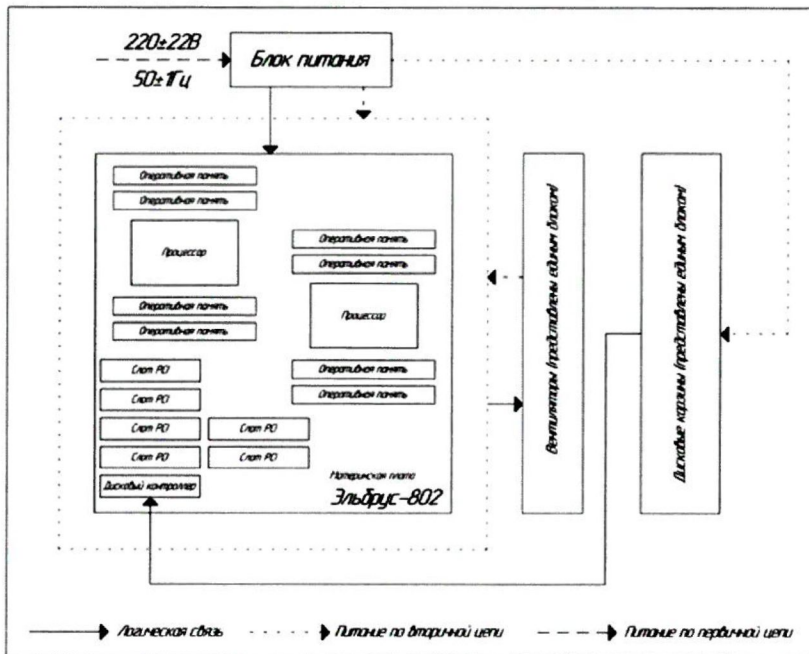 220±22В
50±1Гц
Блок питания
Оперативная память
Оперативная память
Процессор
Оперативная память
Оперативная память
Оперативная память
Оперативная память
Процессор
Оперативная память
Оперативная память
Слот PCI
Слот PCI
Слот PCI
Слот PCI
Слот PCI
Слот PCI
Дисковый контроллер
Материнская плата
Эльбрус-802
Вентиляторы (представлены единым блоком)
Дисковые корзины (представлены единым блоком)
Логическая связь
Питание по вторичной цепи
Питание по первичной цепи